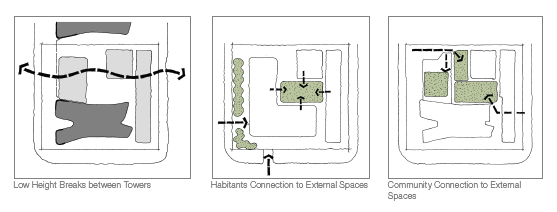 Low Height Breaks between Towers
Habitants Connection to External Spaces
Community Connection to External
Spaces